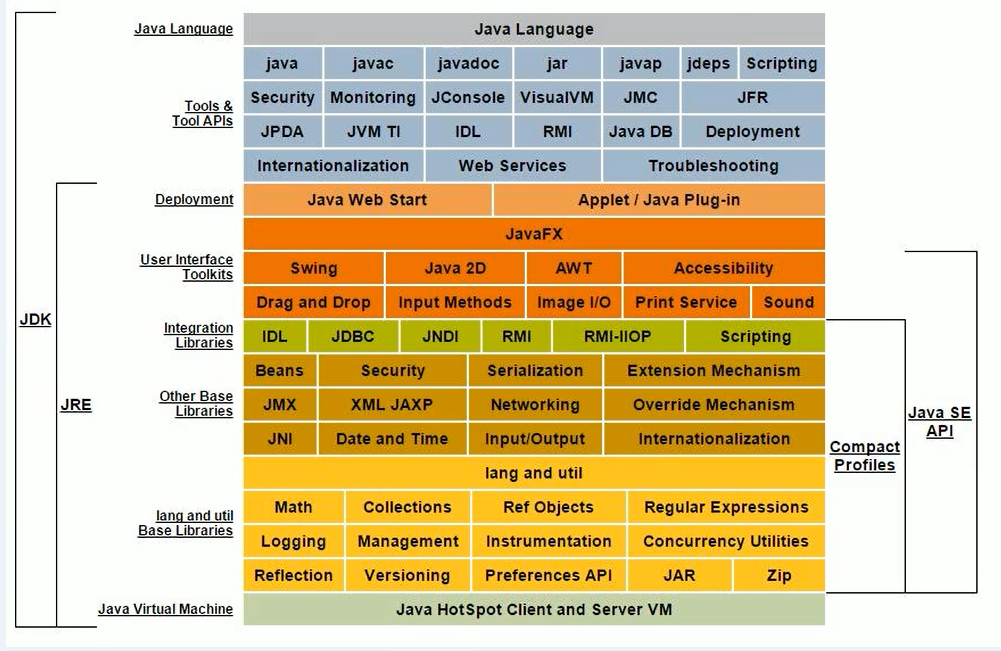 Java Language
Java Language
Tools &
Tool APIs
java javac javadoc jar javap jdeps Scripting
Security Monitoring JConsole VisualVM JMC JFR
JPDA JVM TI IDL RMI Java DB Deployment
Internationalization Web Services Troubleshooting
Deployment
Java Web Start Applet / Java Plug-in
JavaFX
User Interface
Toolkits
Swing Java 2D AWT Accessibility
Drag and Drop Input Methods Image I/O Print Service Sound
Integration
Libraries
IDL JDBC JNDI RMI RMI-IIOP Scripting
Other Base
Libraries
Beans Security Serialization Extension Mechanism
JMX XML JAXP Networking Override Mechanism
JNI Date and Time Input/Output Internationalization
lang and util
Base Libraries
lang and util
Math Collections Ref Objects Regular Expressions
Logging Management Instrumentation Concurrency Utilities
Reflection Versioning Preferences API JAR Zip
Java Virtual Machine
Java HotSpot Client and Server VM
JDK
JRE
Compact
Profiles
Java SE
API